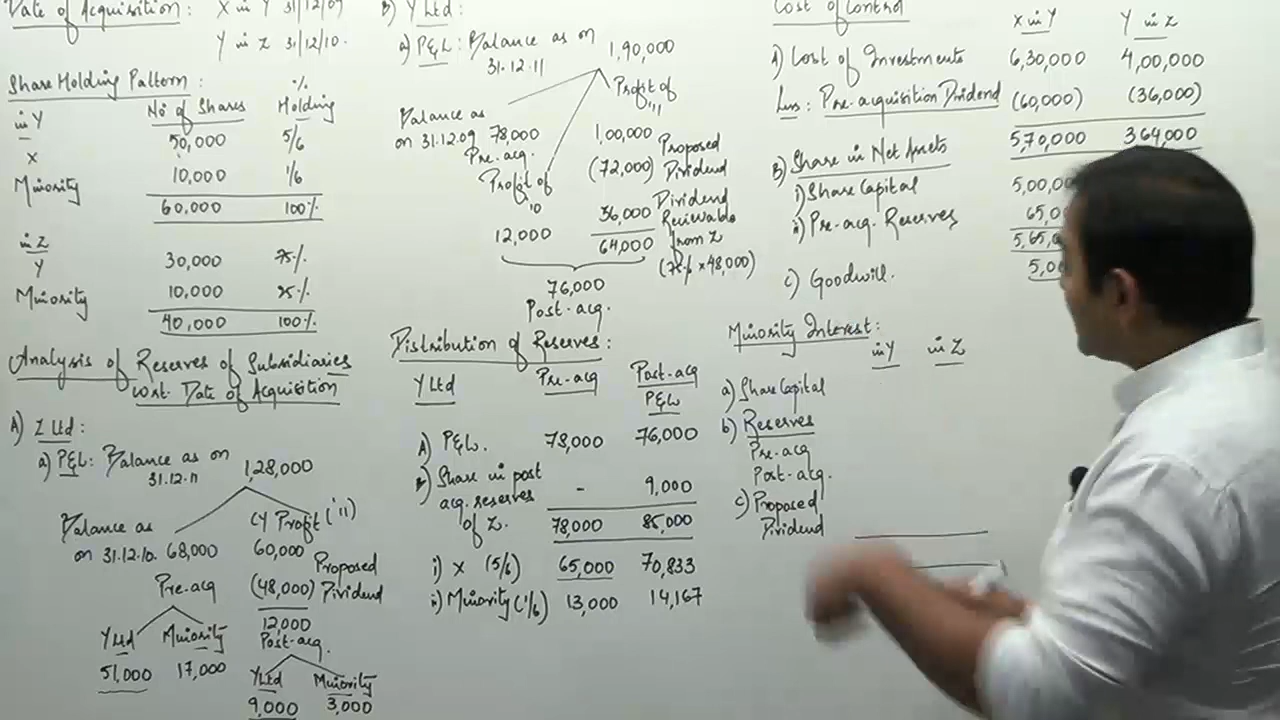 Date of Acquisition : X in Y 31/12/09
Y in Z 31/12/10.
Share Holding Pattern :
No of Shares % Holding
in Y
X 50,000 5/6
Minority 10,000 1/6
60,000 100%
in Z
Y 30,000 75%
Minority 10,000 25%
40,000 100%
Analysis of Reserves of Subsidiaries
w.r.t. Date of Acquisition
A) Z Ltd :
a) P&L : Balance as on 1,28,000
31.12.11
Balance as CY Profit ('11)
on 31.12.10. 68,000 60,000
Pre-acq (48,000) Proposed Dividend
12,000
Post-acq.
Y Ltd Minority
51,000 17,000
Y Ltd Minority
9,000 3,000
B) Y Ltd :
a) P&L : Balance as on 1,90,000
31.12.11
Profit of '11
Balance as
on 31.12.09 78,000 1,00,000
Pre-acq. (72,000) Proposed Dividend
Profit of '10
36,000 Dividend Receivable from Z
12,000 64,000 (75% x 48,000)
76,000
Post-acq.
Distribution of Reserves :
Y Ltd Pre-acq Post-acq
P&L
A) P&L. 78,000 76,000
B) Share in post - 9,000
acq. reserves
of Z. 78,000 85,000
i) X (5/6) 65,000 70,833
ii) Minority (1/6) 13,000 14,167
Cost of Control
X in Y Y in Z
A) Cost of Investments 6,30,000 4,00,000
Less : Pre-acquisition Dividend (60,000) (36,000)
5,70,000 3,64,000
B) Share in Net Assets
i) Share Capital 5,00,
ii) Pre-acq. Reserves 65,0
5,65,0
C) Goodwill. 5,00
Minority Interest :
in Y in Z
a) Share Capital
b) Reserves
Pre-acq
Post-acq.
c) Proposed
Dividend